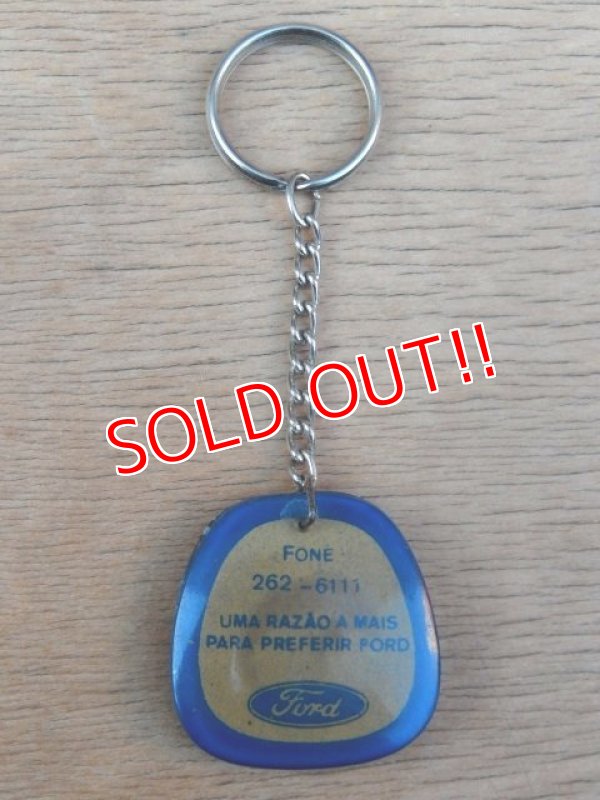 SOLD OUT!!
FONE
262-6111
UMA RAZÃO A MAIS
PARA PREFERIR FORD
Ford